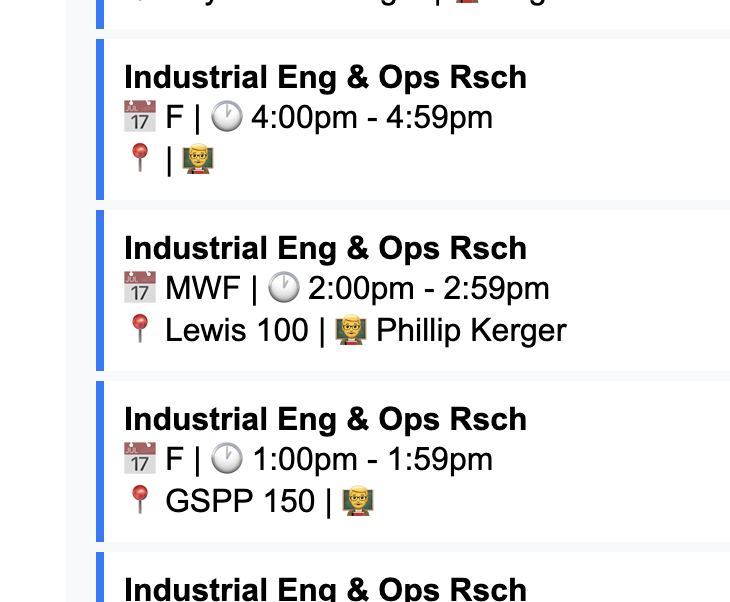 Industrial Eng & Ops Rsch
📅 F | 🕐 4:00pm - 4:59pm
📍 | 👨‍🏫
Industrial Eng & Ops Rsch
📅 MWF | 🕐 2:00pm - 2:59pm
📍 Lewis 100 | 👨‍🏫 Phillip Kerger
Industrial Eng & Ops Rsch
📅 F | 🕐 1:00pm - 1:59pm
📍 GSPP 150 | 👨‍🏫
Industrial Eng & Ops Rsch